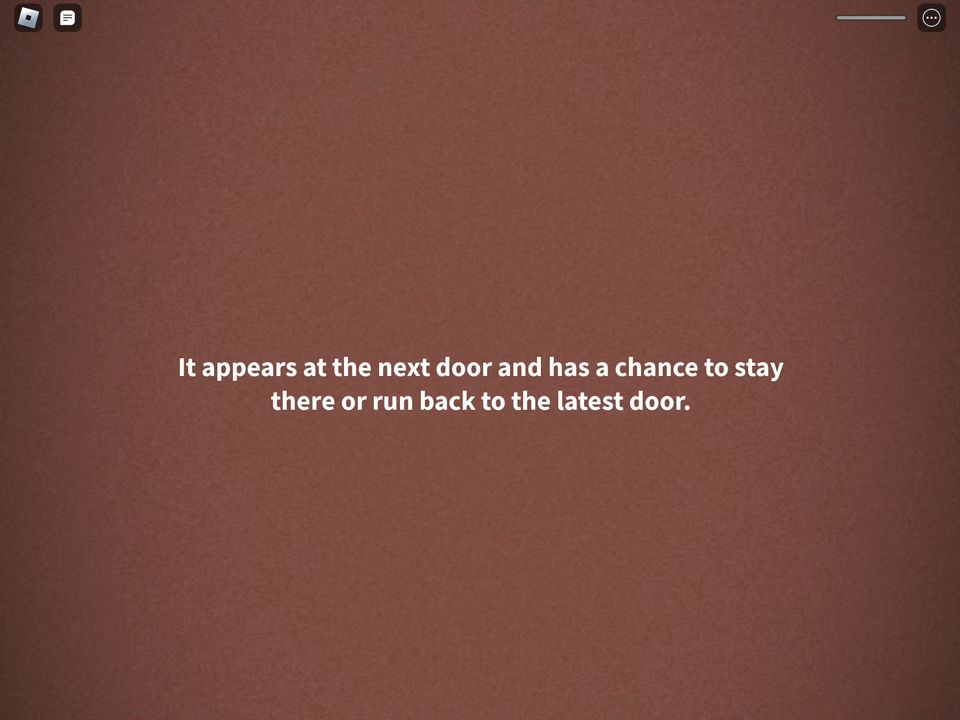 It appears at the next door and has a chance to stay
there or run back to the latest door.